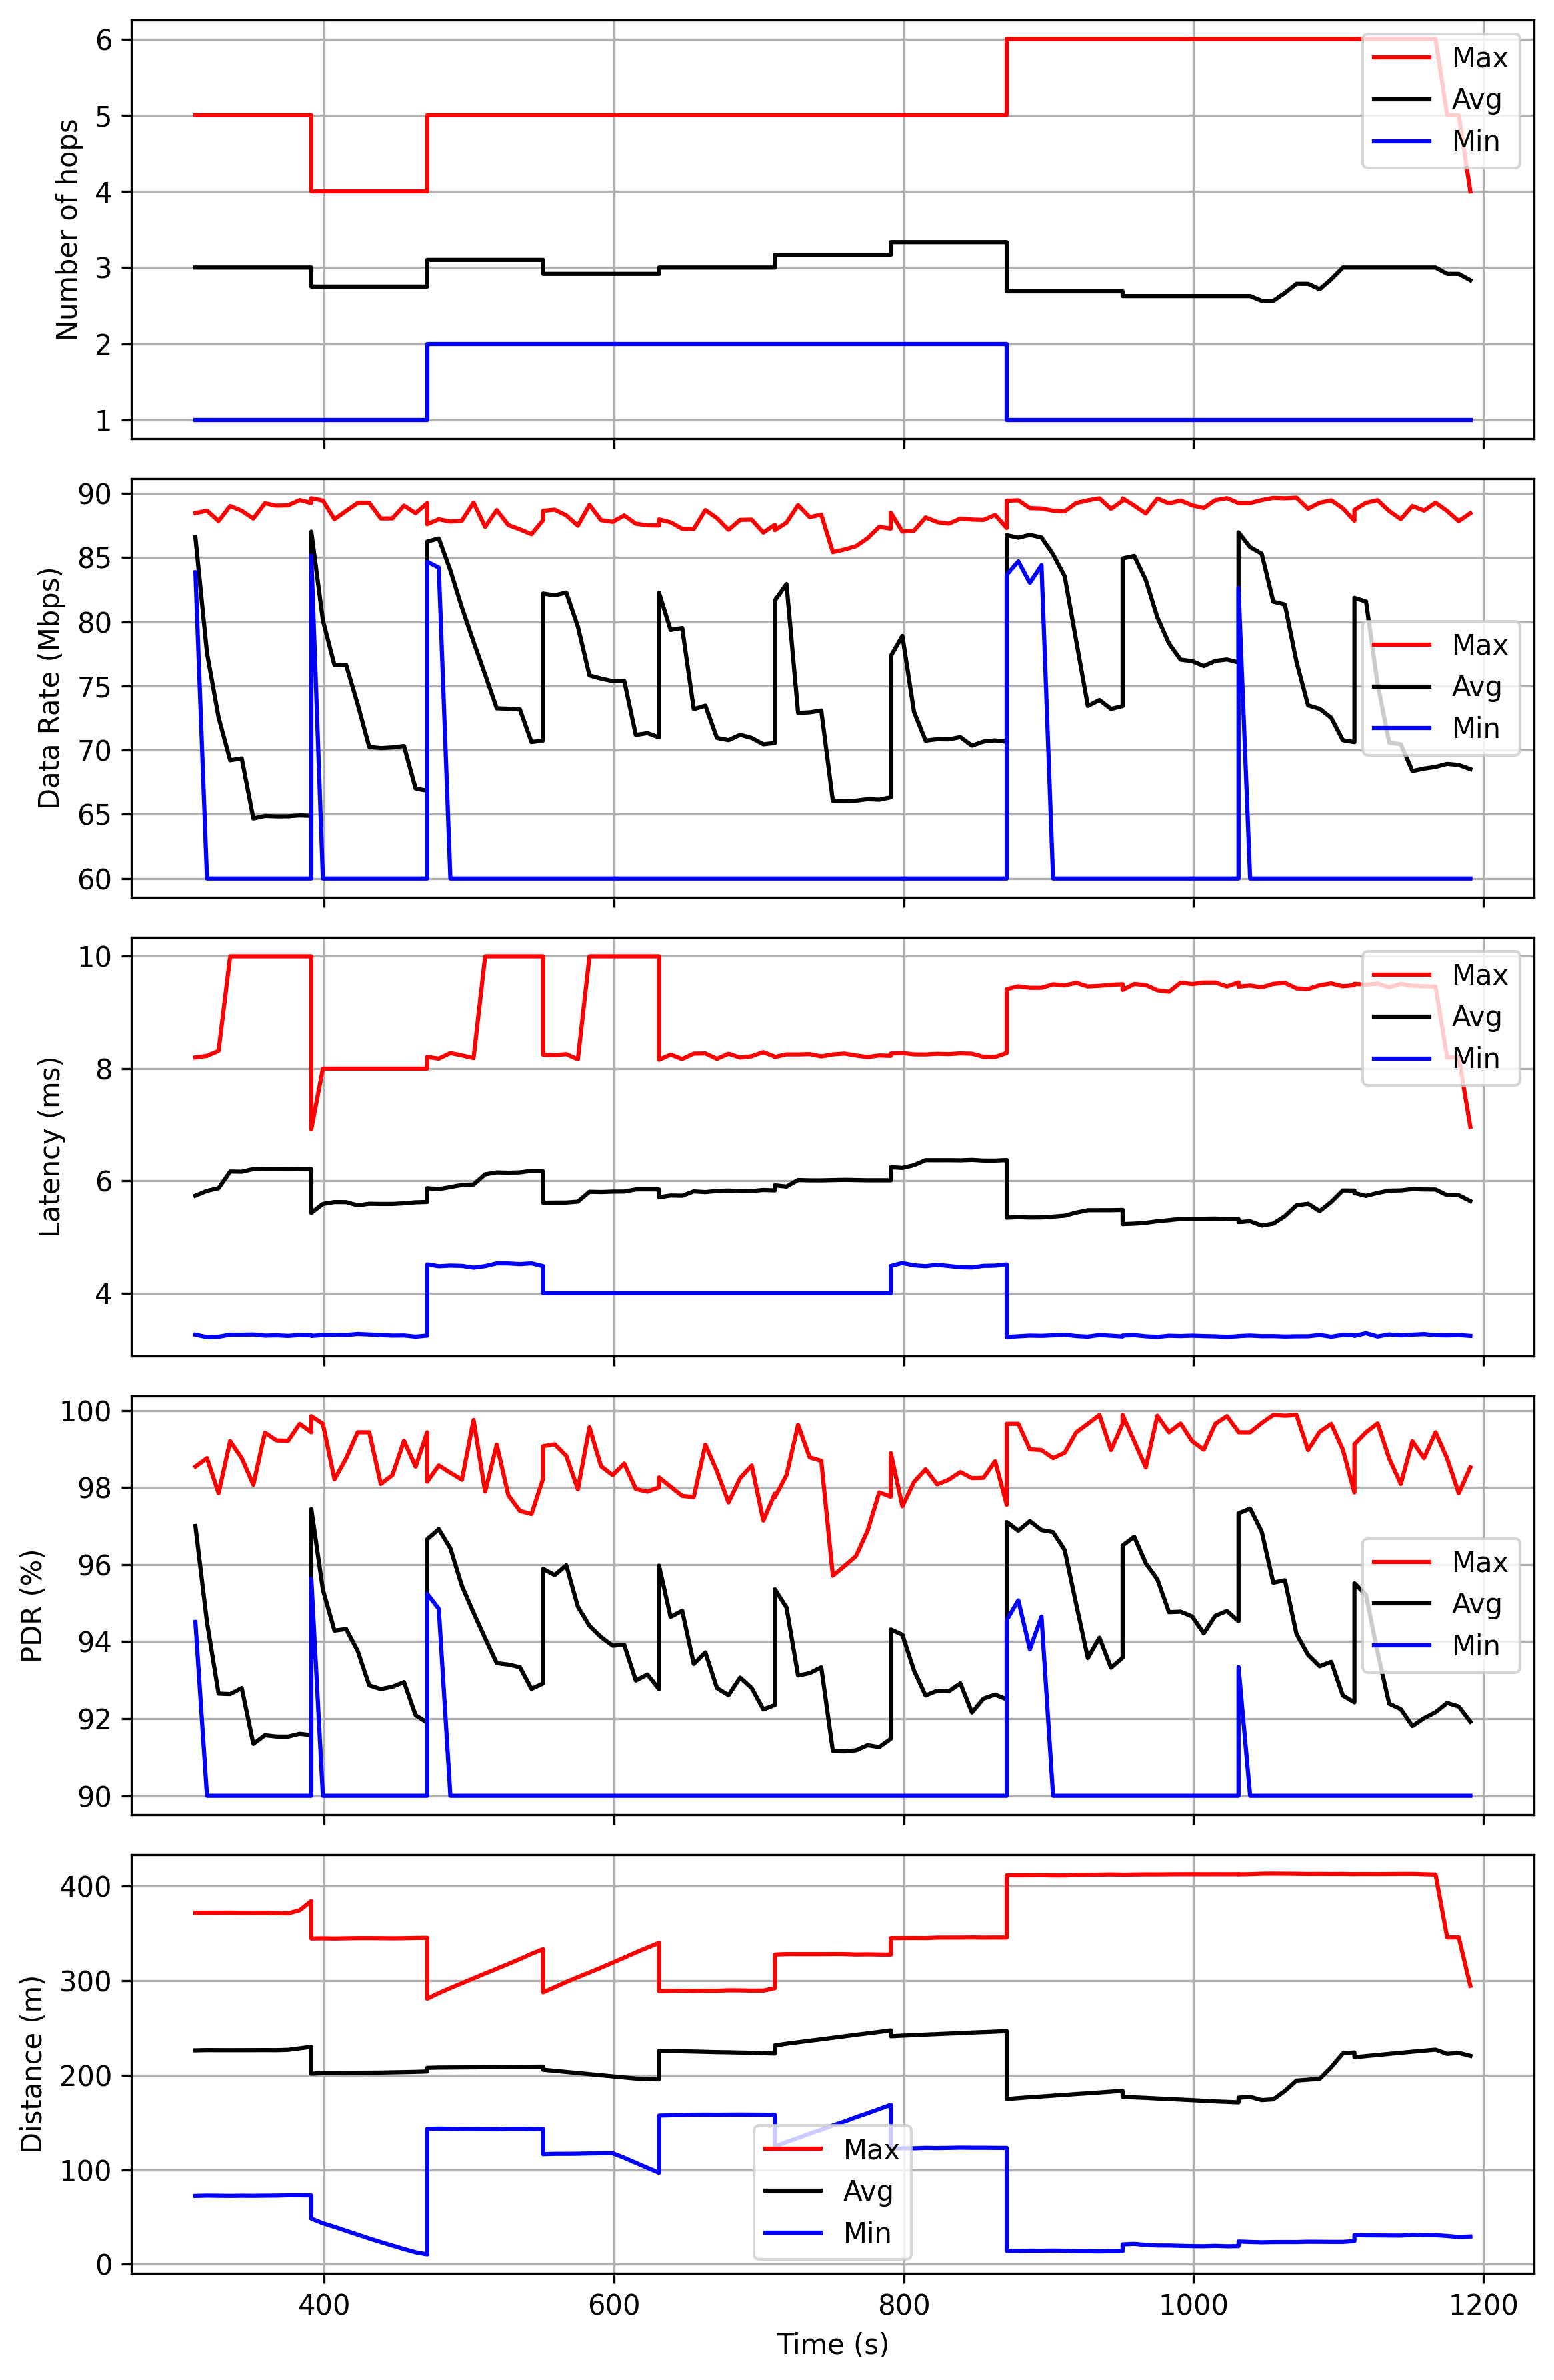 Number of hops
6
5
4
3
2
1
Max
Avg
Min
Data Rate (Mbps)
90
85
80
75
70
65
60
Max
Avg
Min
Latency (ms)
10
8
6
4
Max
Avg
Min
PDR (%)
100
98
96
94
92
90
Max
Avg
Min
Distance (m)
400
300
200
100
0
Max
Avg
Min
400 600 800 1000 1200
Time (s)